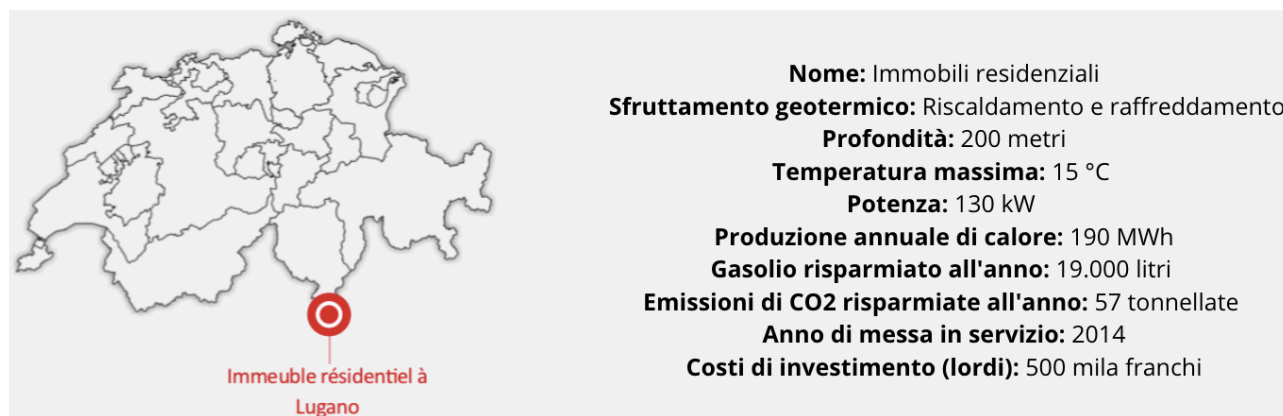 Nome: Immobili residenziali
Sfruttamento geotermico: Riscaldamento e raffreddamento
Profondità: 200 metri
Temperatura massima: 15 °C
Potenza: 130 kW
Produzione annuale di calore: 190 MWh
Gasolio risparmiato all'anno: 19.000 litri
Emissioni di CO2 risparmiate all'anno: 57 tonnellate
Anno di messa in servizio: 2014
Costi di investimento (lordi): 500 mila franchi
Immeuble résidentiel à
Lugano